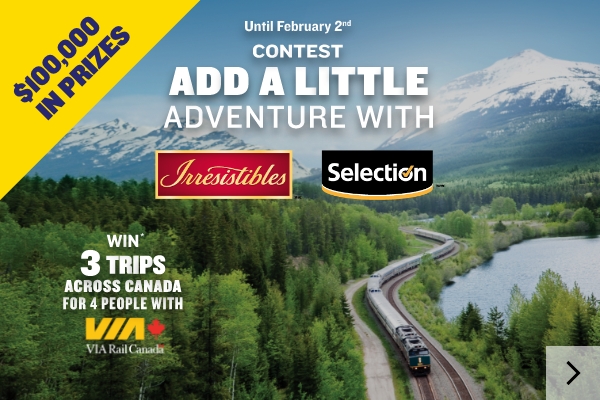 $100,000
IN PRIZES
Until February 2nd
CONTEST
ADD A LITTLE
ADVENTURE WITH
Irresistibles
Selection
WIN*
3 TRIPS
ACROSS CANADA
FOR 4 PEOPLE WITH
VIA
VIA Rail Canada